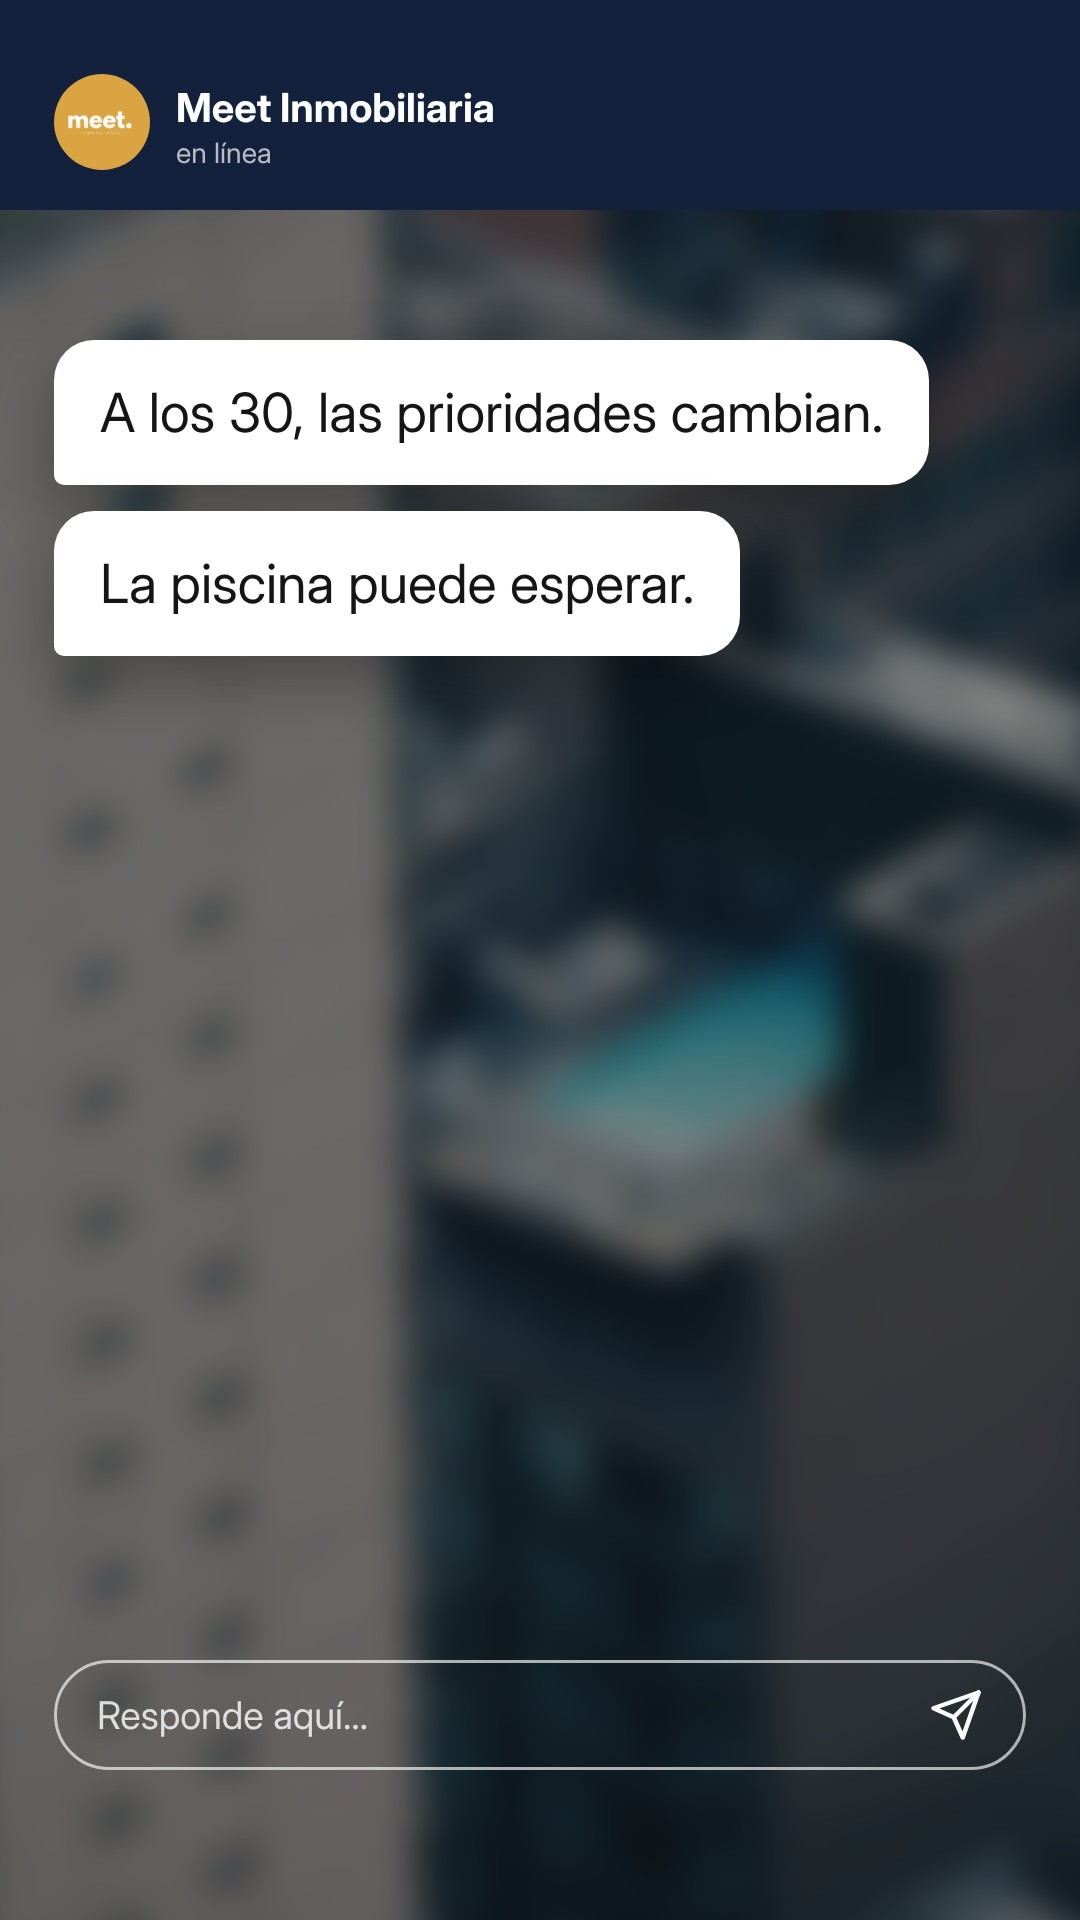 meet.
Meet Inmobiliaria
en línea
A los 30, las prioridades cambian.
La piscina puede esperar.
Responde aquí...